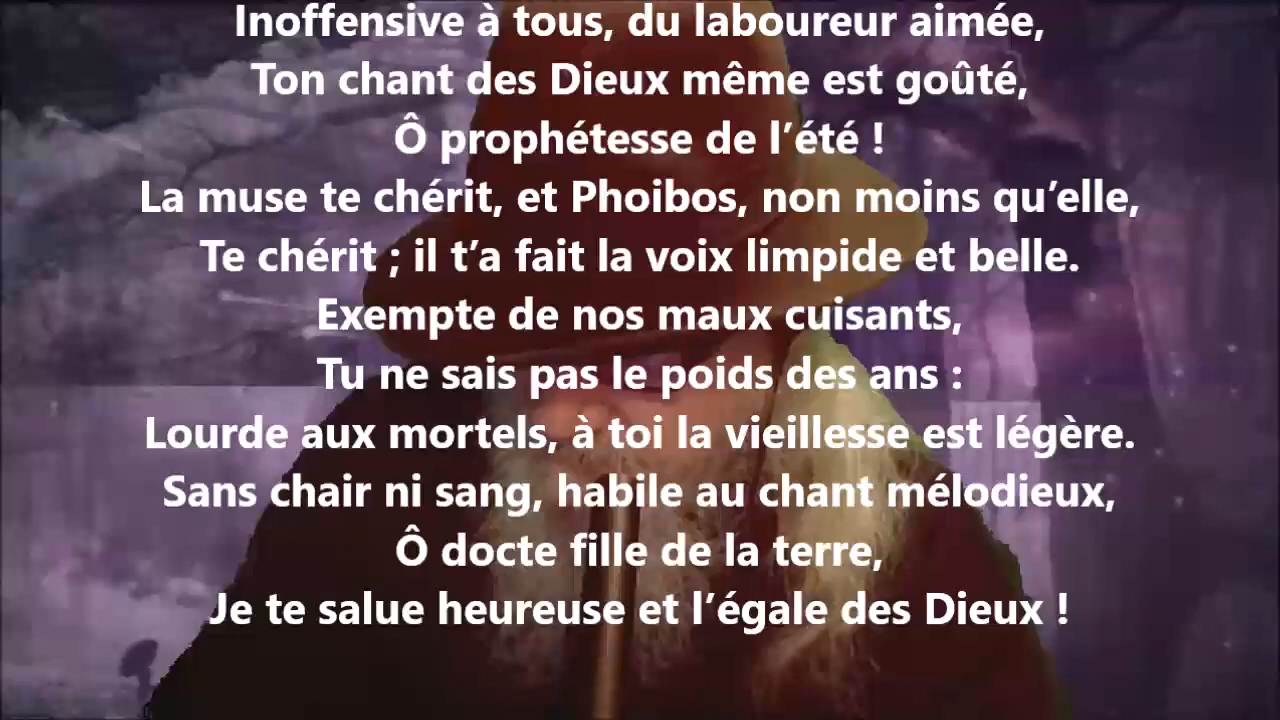 Inoffensive à tous, du laboureur aimée,
Ton chant des Dieux même est goûté,
Ô prophétesse de l’été !
La muse te chérit, et Phoibos, non moins qu’elle,
Te chérit ; il t’a fait la voix limpide et belle.
Exempte de nos maux cuisants,
Tu ne sais pas le poids des ans :
Lourde aux mortels, à toi la vieillesse est légère.
Sans chair ni sang, habile au chant mélodieux,
Ô docte fille de la terre,
Je te salue heureuse et l’égale des Dieux !